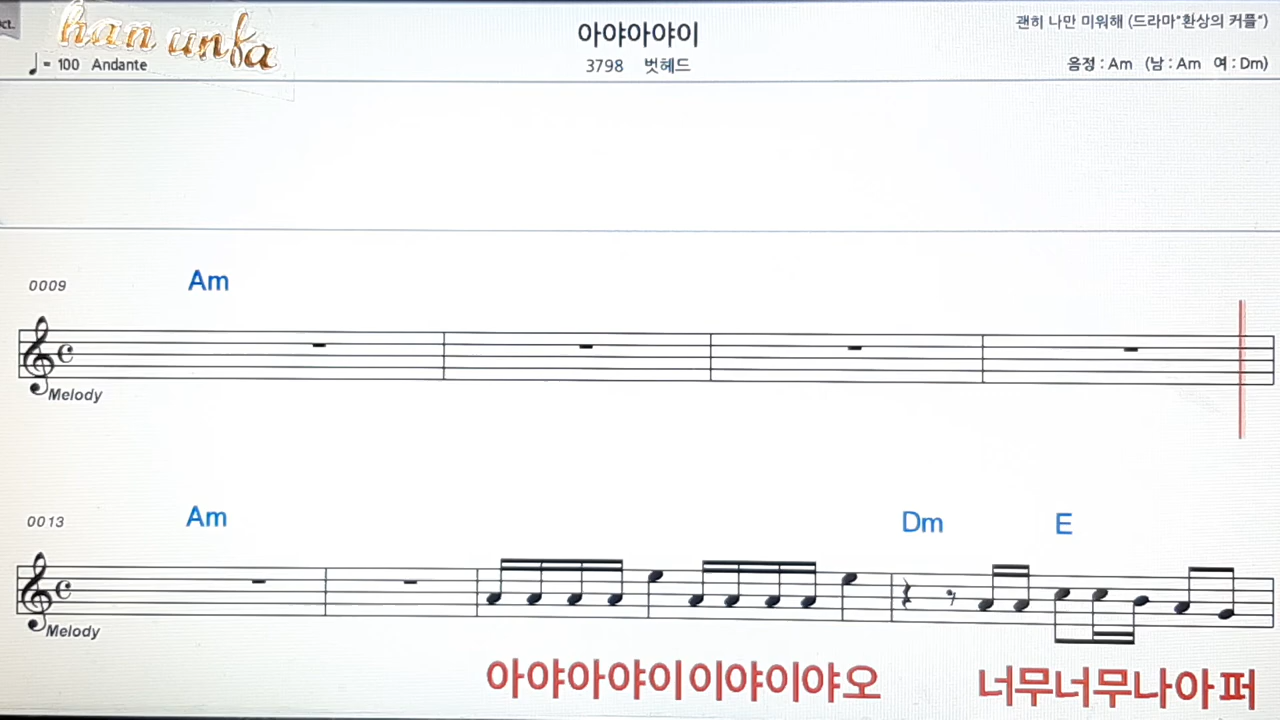 ct.
han unfa
아야아야이
괜히 나만 미워해 (드라마"환상의 커플")
♩= 100 Andante
3798 벗헤드
음정 : Am (남 : Am 여 : Dm)
0009 Am
Melody
0013 Am Dm E
Melody
아야아야이이야이야오 너무너무나아퍼